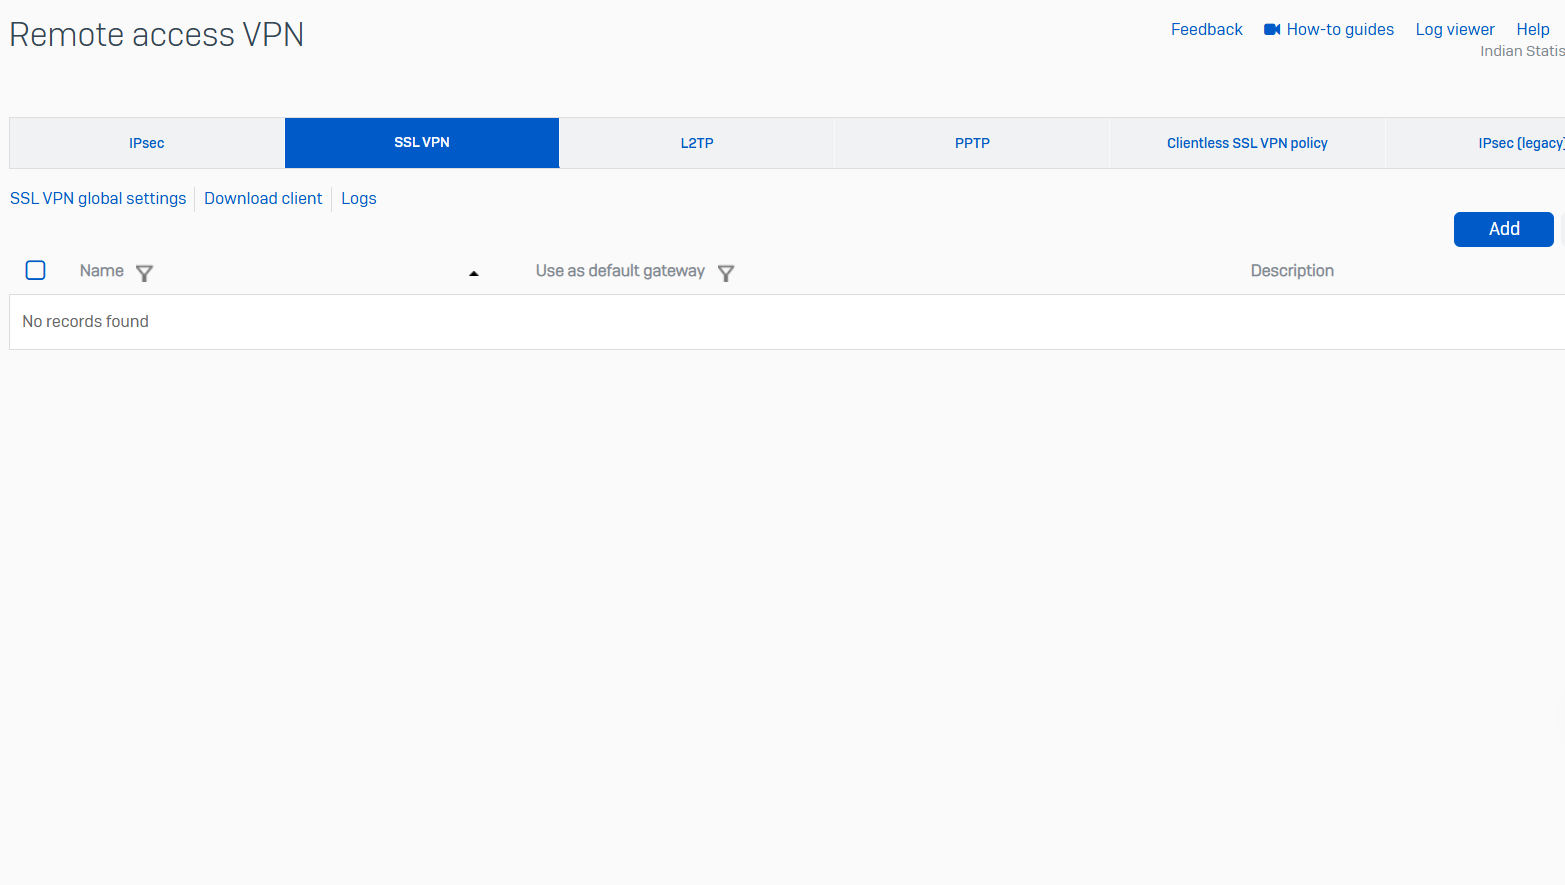 Remote access VPN
Feedback How-to guides Log viewer Help
Indian Statis
IPsec SSL VPN L2TP PPTP Clientless SSL VPN policy IPsec (legacy)
SSL VPN global settings Download client Logs
Add
Name Use as default gateway Description
No records found